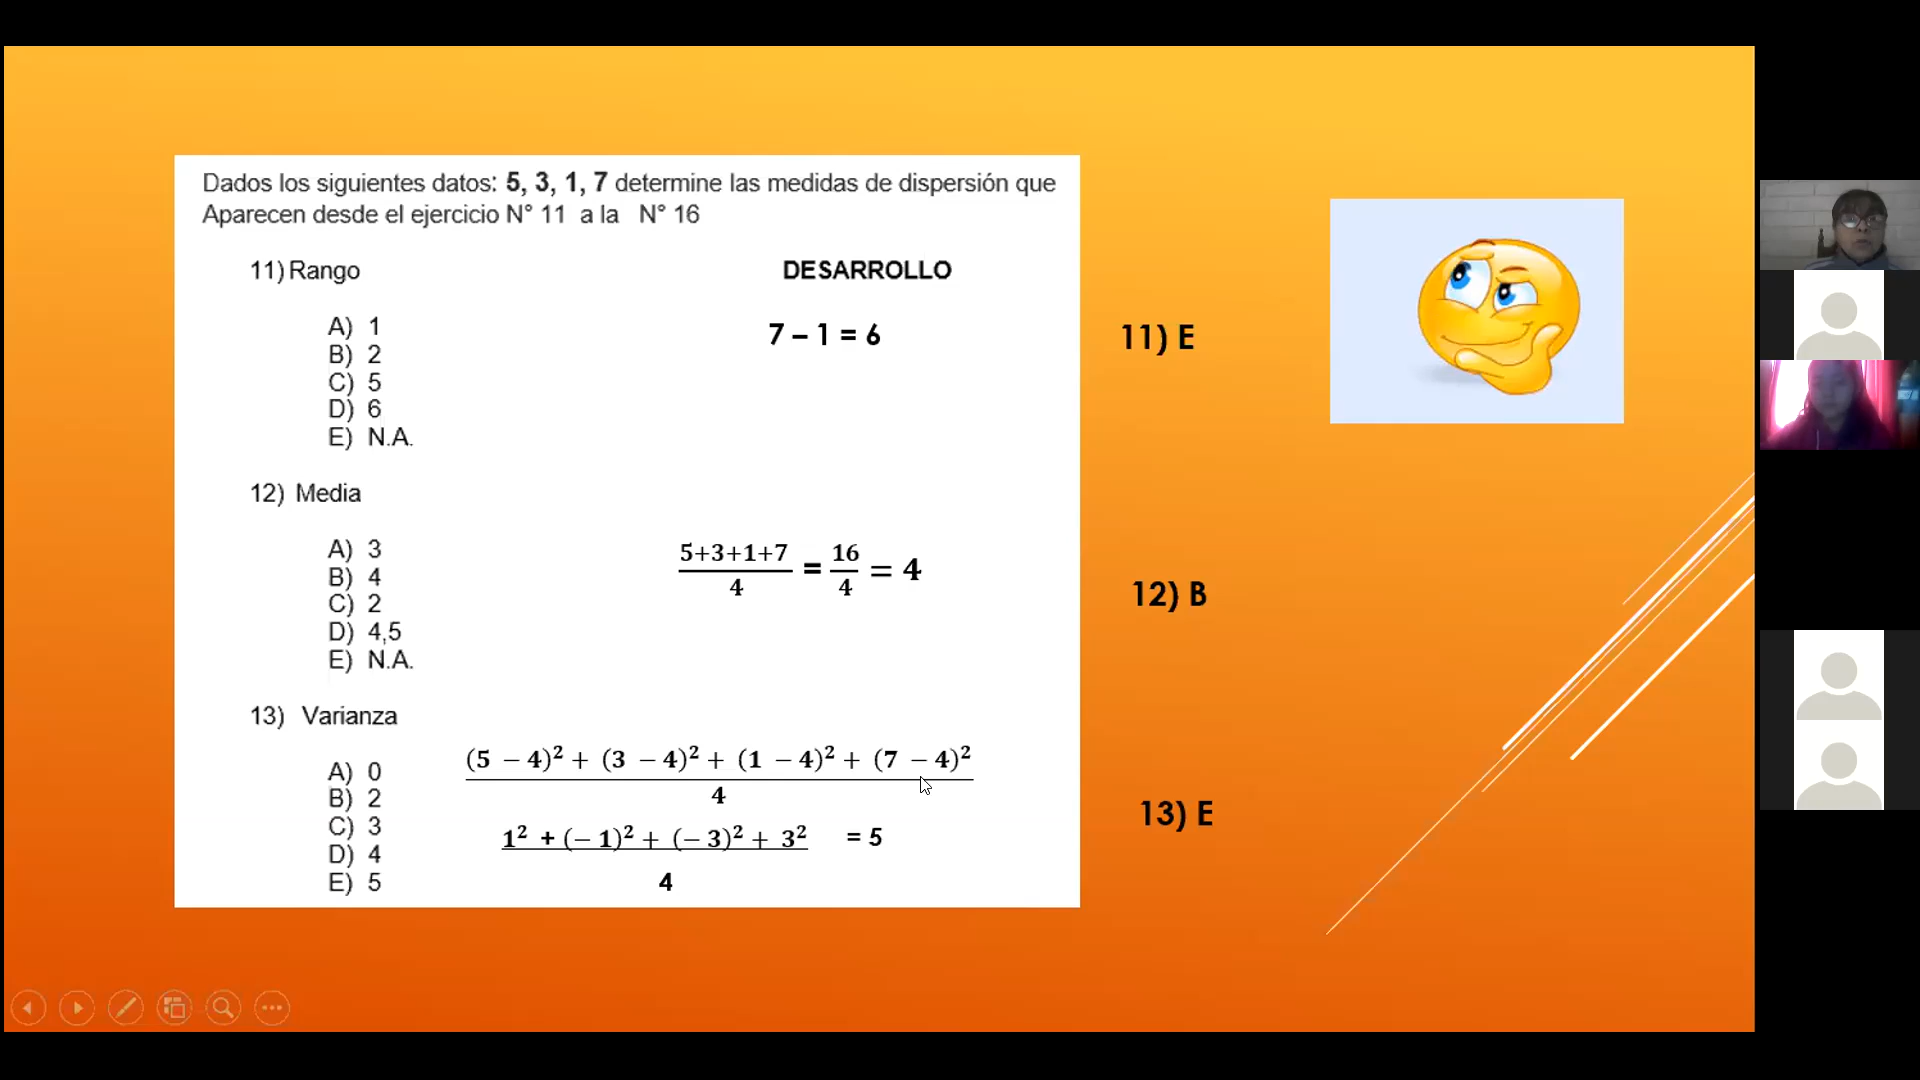 Dados los siguientes datos: 5, 3, 1, 7 determine las medidas de dispersión que
Aparecen desde el ejercicio N° 11 a la N° 16
11) Rango
DESARROLLO
A) 1
7 – 1 = 6
11) E
B) 2
C) 5
D) 6
E) N.A.
12) Media
A) 3
B) 4
C) 2
D) 4,5
E) N.A.
5+3+1+7/4 = 16/4 = 4
12) B
13) Varianza
A) 0
B) 2
C) 3
D) 4
E) 5
(5 − 4)² + (3 − 4)² + (1 − 4)² + (7 − 4)²
4
1² + (− 1)² + (− 3)² + 3² = 5
4
13) E